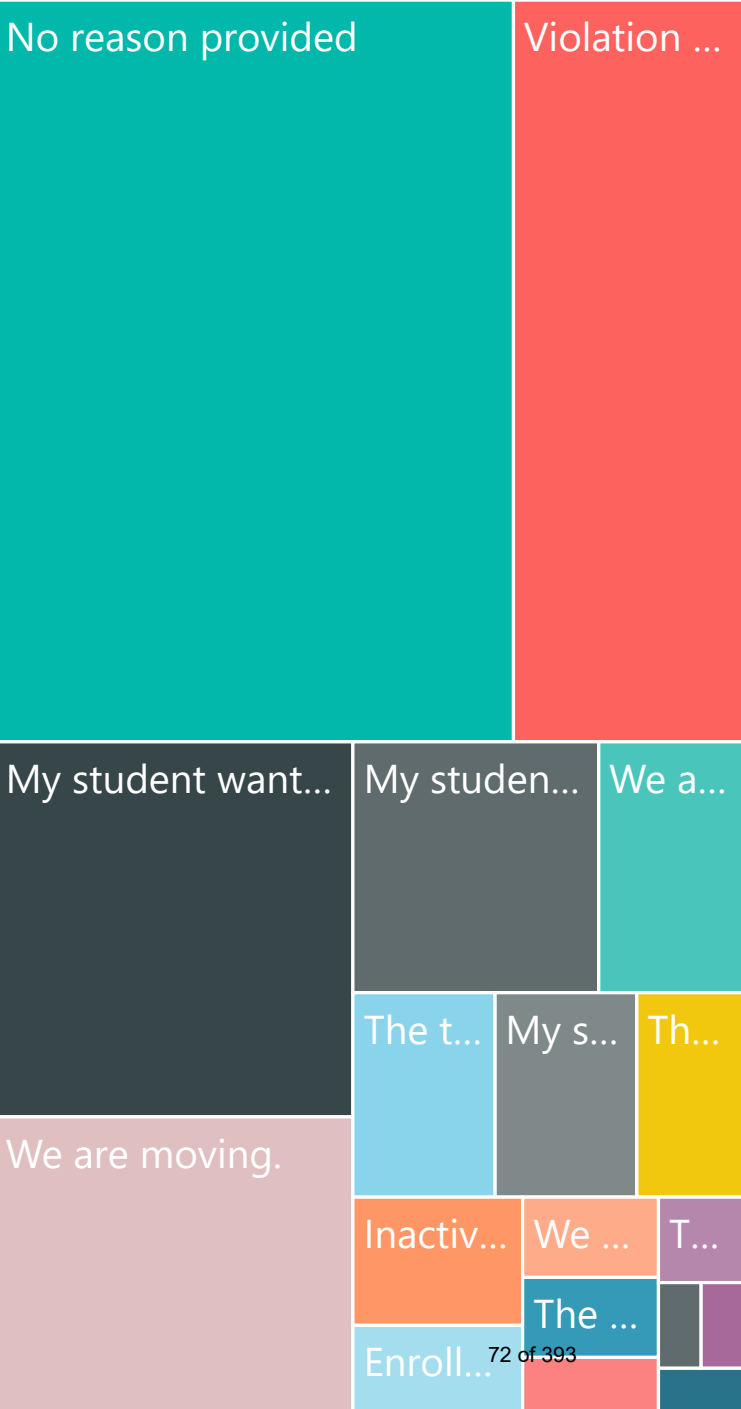 No reason provided
Violation ...
My student want...
My studen...
We a...
The t...
My s...
Th...
We are moving.
Inactiv...
We ...
T...
The ...
Enroll...
72 of 393